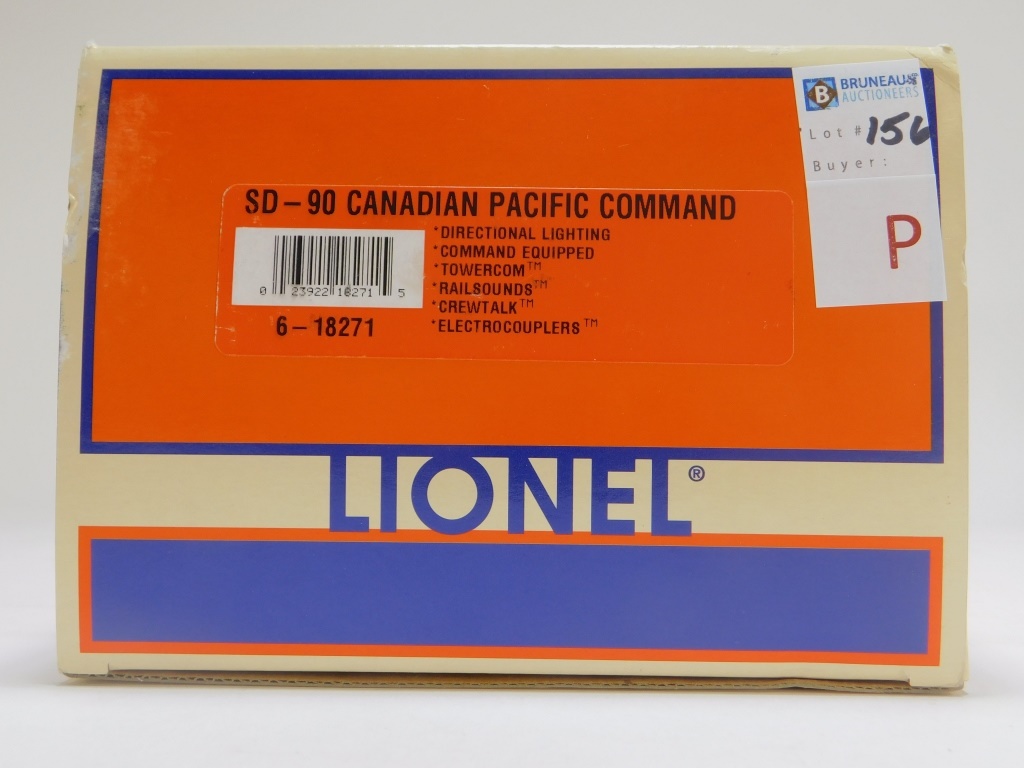 BRUNEAU & CO.
AUCTIONEERS
Lot # 156
Buyer:
P
SD-90 CANADIAN PACIFIC COMMAND
*DIRECTIONAL LIGHTING
*COMMAND EQUIPPED
*TOWERCOM™
*RAILSOUNDS™
*CREWTALK™
*ELECTROCOUPLERS™
0 23922 18271 5
6-18271
LIONEL®